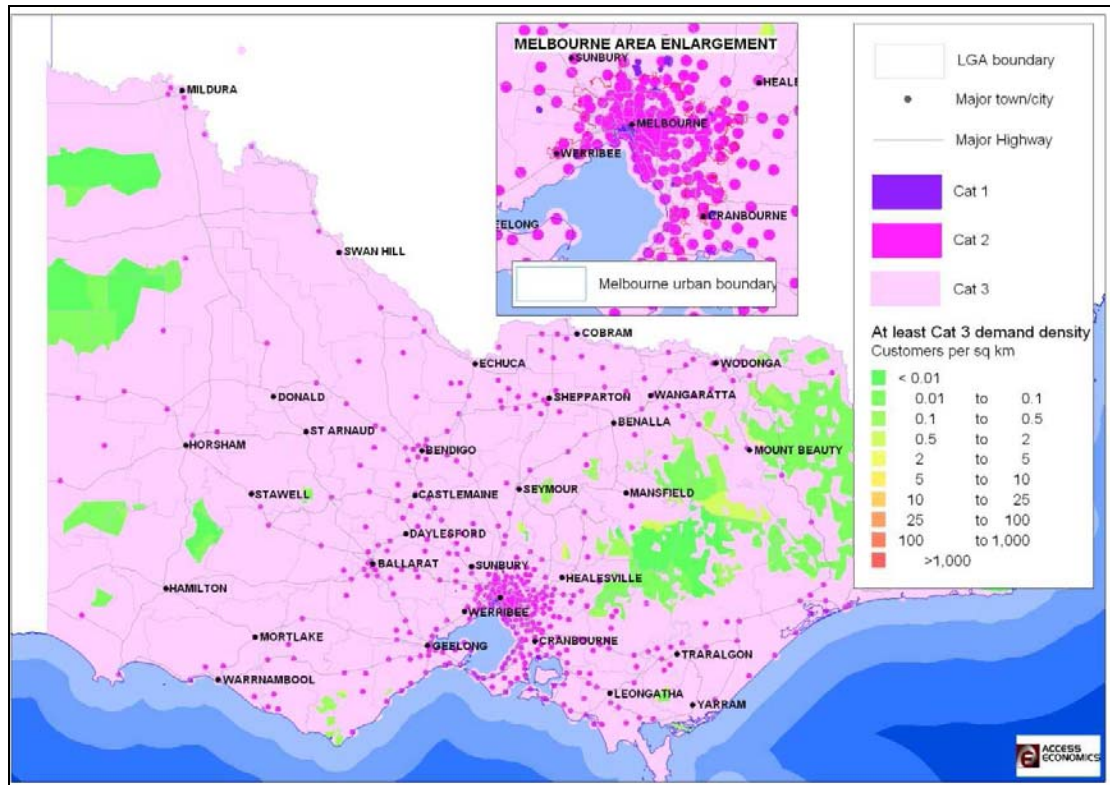 MELBOURNE AREA ENLARGEMENT
SUNBURY
HEALE
MELBOURNE
WERRIBEE
CRANBOURNE
EELONG
Melbourne urban boundary
LGA boundary
Major town/city
Major Highway
Cat 1
Cat 2
Cat 3
At least Cat 3 demand density
Customers per sq km
< 0.01
0.01 to 0.1
0.1 to 0.5
0.5 to 2
2 to 5
5 to 10
10 to 25
25 to 100
100 to 1,000
>1,000
MILDURA
SWAN HILL
COBRAM
ECHUCA
WODONGA
DONALD
SHEPPARTON
WANGARATTA
ST ARNAUD
BENALLA
HORSHAM
BENDIGO
MOUNT BEAUTY
STAWELL
CASTLEMAINE
SEYMOUR
MANSFIELD
DAYLESFORD
BALLARAT
SUNBURY
HEALESVILLE
HAMILTON
WERRIBEE
MORTLAKE
GEELONG
CRANBOURNE
TRARALGON
WARRNAMBOOL
LEONGATHA
YARRAM
ACCESS
ECONOMICS